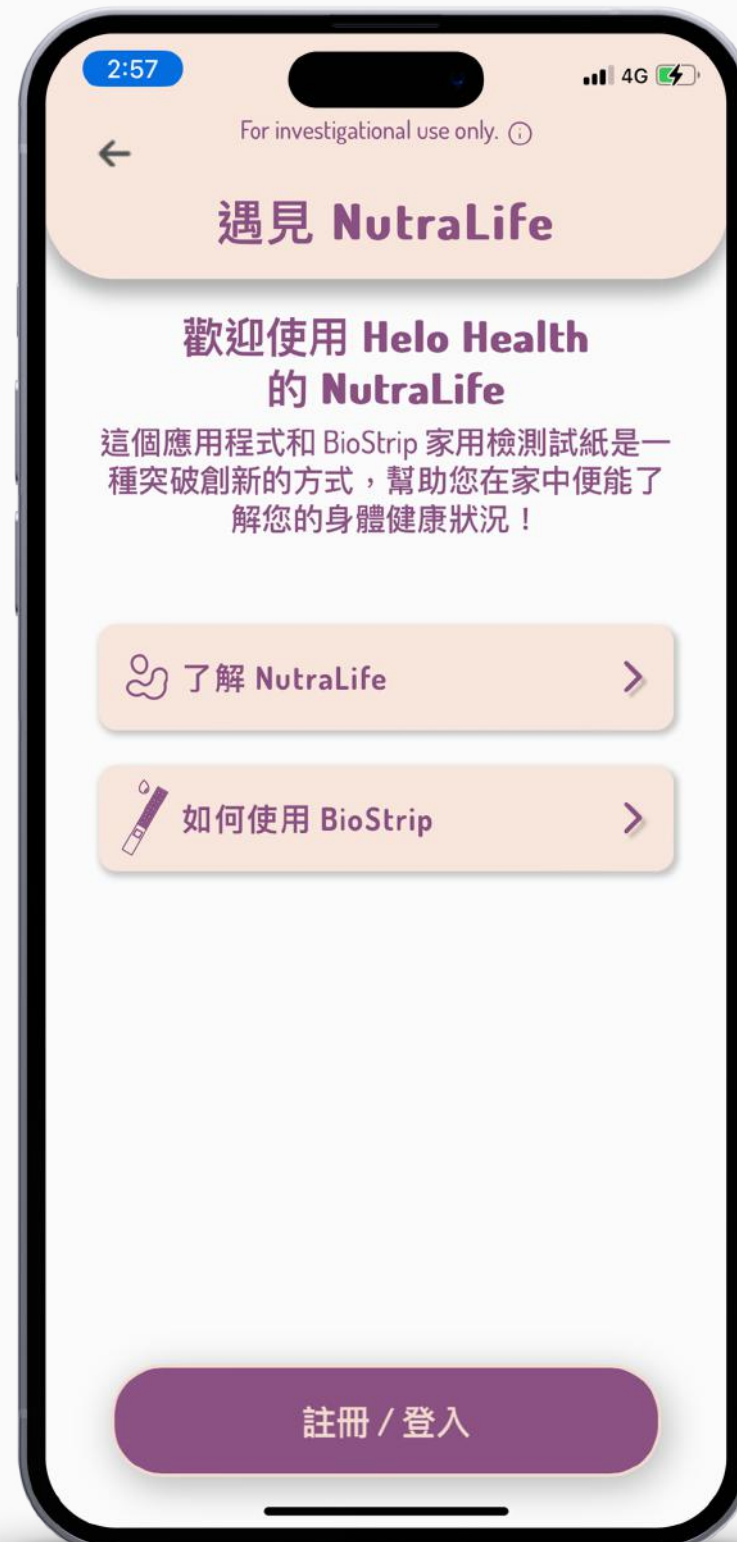 2:57
4G
For investigational use only.
遇見 NutraLife
歡迎使用 Helo Health
的 NutraLife
這個應用程式和 BioStrip 家用檢測試紙是一
種突破創新的方式，幫助您在家中便能了
解您的身體健康狀況！
了解 NutraLife
如何使用 BioStrip
註冊 / 登入